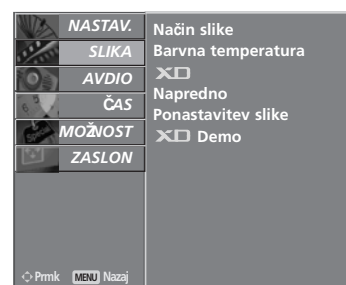 NASTAV.
SLIKA
AVDIO
ČAS
MOŽNOST
ZASLON
Prmk MENU Nazaj
Način slike
Barvna temperatura
XD
Napredno
Ponastavitev slike
XD Demo